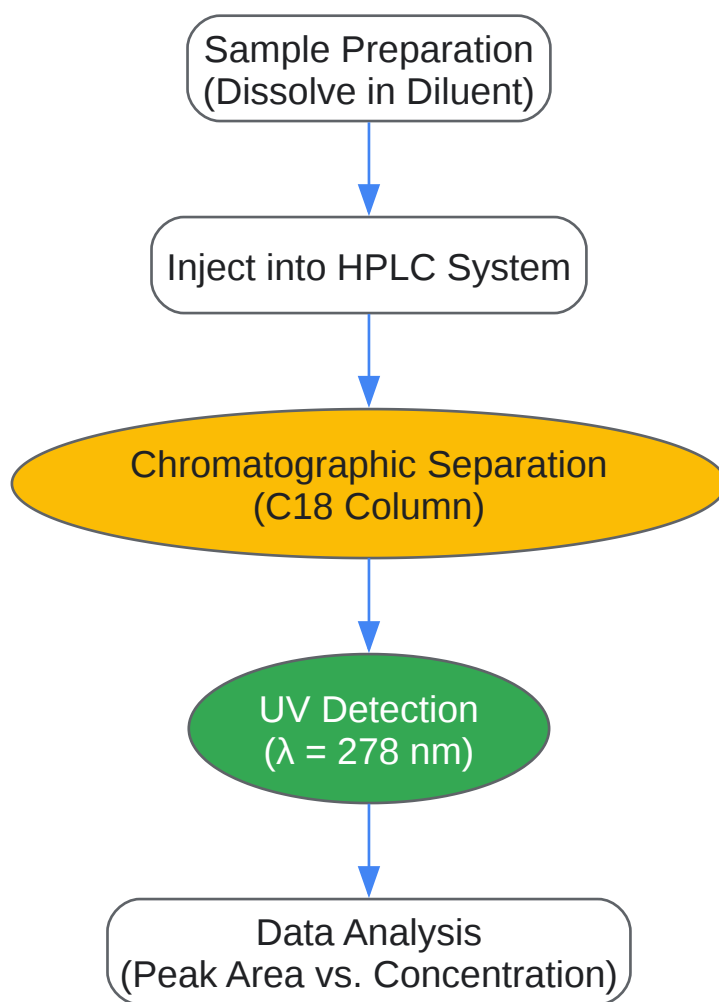 Sample Preparation
(Dissolve in Diluent)
Inject into HPLC System
Chromatographic Separation
(C18 Column)
UV Detection
(λ = 278 nm)
Data Analysis
(Peak Area vs. Concentration)